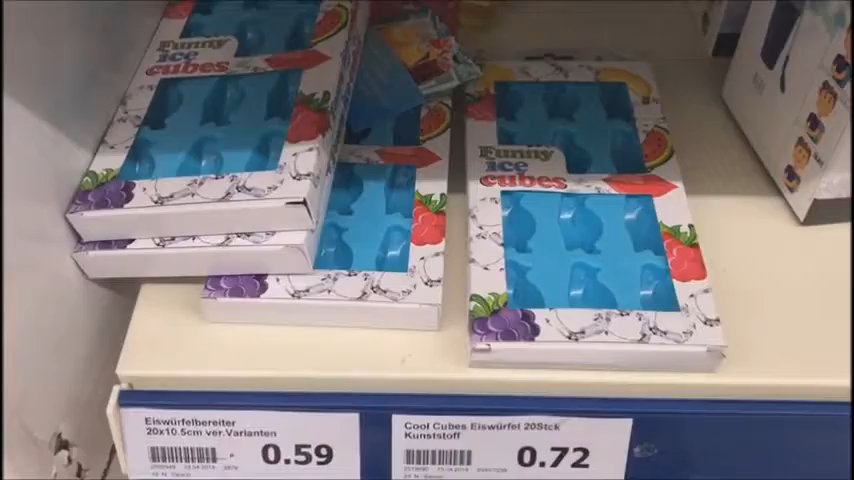 Funny
ice
cubes
Funny
ice
cubes
Eiswürfelbereiter
20x10.5cm ver.Varianten
0.59
Cool Cubes Eiswürfel 20Stck
Kunststoff
0.72